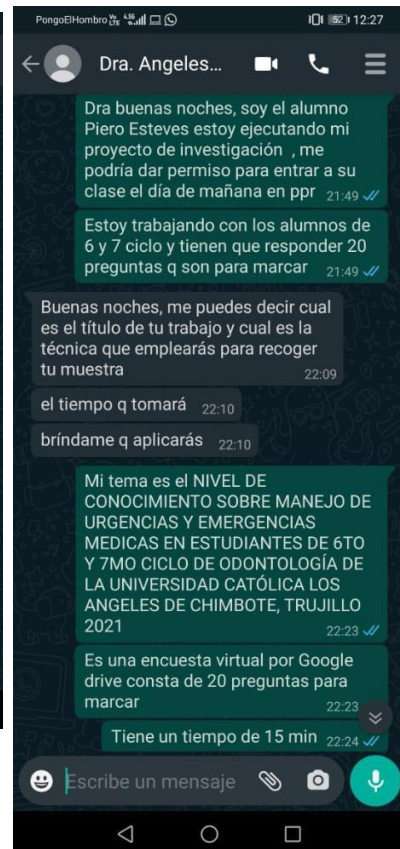 PongoElHombro
12:27
Dra. Angeles...
Dra buenas noches, soy el alumno
Piero Esteves estoy ejecutando mi
proyecto de investigación , me
podría dar permiso para entrar a su
clase el día de mañana en ppr 21:49
Estoy trabajando con los alumnos de
6 y 7 ciclo y tienen que responder 20
preguntas q son para marcar 21:49
Buenas noches, me puedes decir cual
es el título de tu trabajo y cual es la
técnica que emplearás para recoger
tu muestra
22:09
el tiempo q tomará 22:10
bríndame q aplicarás 22:10
Mi tema es el NIVEL DE
CONOCIMIENTO SOBRE MANEJO DE
URGENCIAS Y EMERGENCIAS
MEDICAS EN ESTUDIANTES DE 6TO
Y 7MO CICLO DE ODONTOLOGÍA DE
LA UNIVERSIDAD CATÓLICA LOS
ANGELES DE CHIMBOTE, TRUJILLO
2021
22:23
Es una encuesta virtual por Google
drive consta de 20 preguntas para
marcar
22:23
Tiene un tiempo de 15 min 22:24
Escribe un mensaje